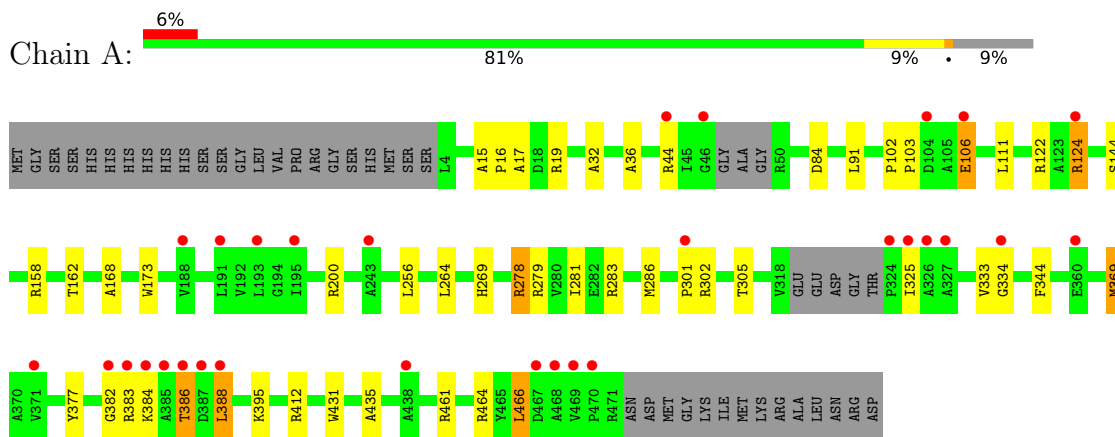 6%
Chain A:
81% 9% • 9%
MET GLY SER SER HIS HIS HIS HIS HIS HIS SER SER GLY LEU VAL PRO ARG GLY SER HIS MET SER SER L4 A15 P16 A17 D18 R19 A32 A36 R44 I45 G46 GLY ALA GLY R50 D84 L91 P102 P103 D104 A105 E106 L111 R122 A123 R124 S144
R158 T162 A168 W173 V188 L191 V192 L193 G194 I195 R200 A243 L256 L264 H269 R278 R279 V280 I281 E282 R283 M286 P301 R302 T305 V318 GLU GLU ASP GLY THR P324 I325 A326 A327 V333 G334 F344 E360 M369
A370 V371 Y377 G382 R383 K384 A385 T386 D387 L388 K395 R412 W431 A435 A438 R461 R464 Y465 L466 D467 A468 V469 P470 R471 ASN ASP MET GLY LYS ILE MET LYS ARG ALA LEU ASN ARG ASP